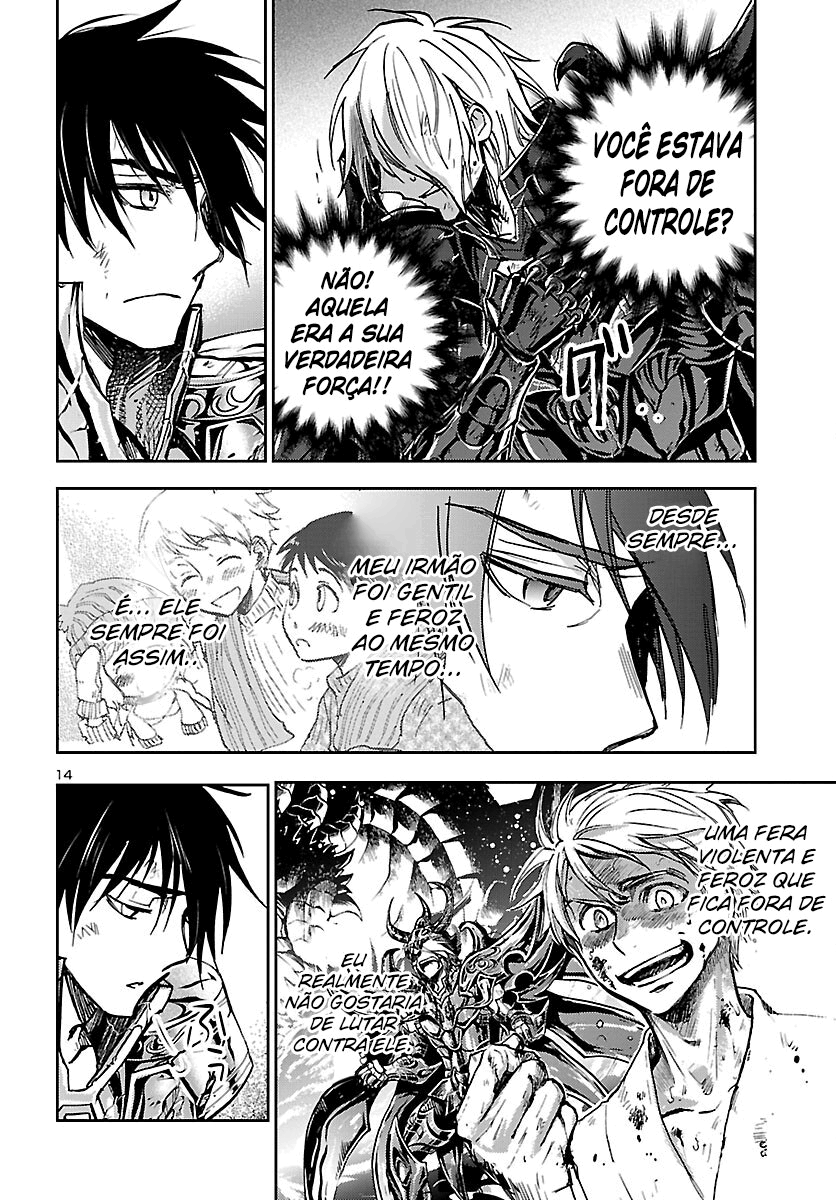 VOCÊ ESTAVA
FORA DE
CONTROLE?
NÃO!
AQUELA
ERA A SUA
VERDADEIRA
FORÇA!!
グ
DESDE
SEMPRE...
MEU IRMÃO
FOI GENTIL
E FEROZ
AO MESMO
TEMPO...
É... ELE
SEMPRE FOI
ASSIM...
14
UMA FERA
VIOLENTA E
FEROZ QUE
FICA FORA DE
CONTROLE.
EU
REALMENTE
NÃO GOSTARIA
DE LUTAR
CONTRA ELE.